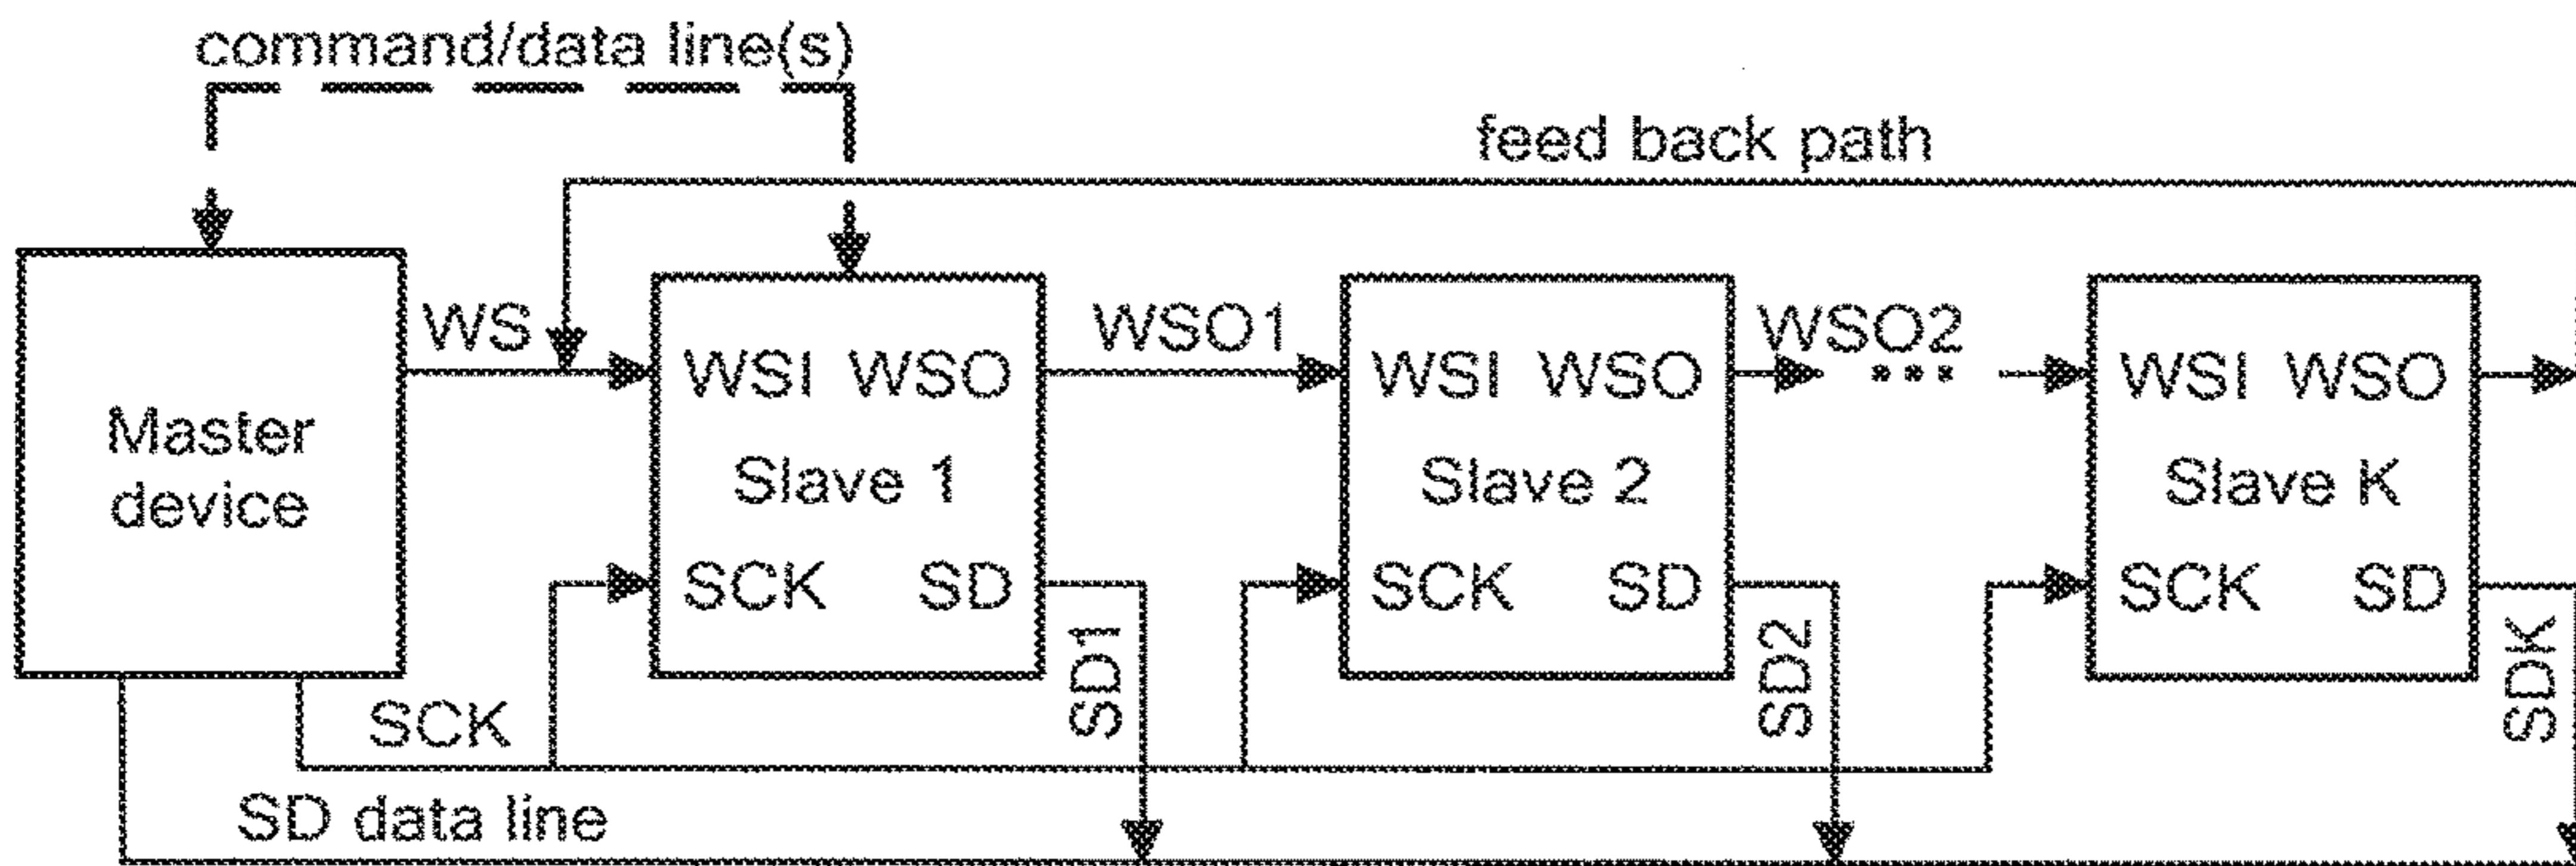 command/data line(s)
feed back path
WS
WSO1
WSO2
WSI WSO
WSI WSO
...
WSI WSO
Master
device
Slave 1
Slave 2
Slave K
SCK SD
SCK SD
SCK SD
SD1
SD2
SDK
SCK
SD data line